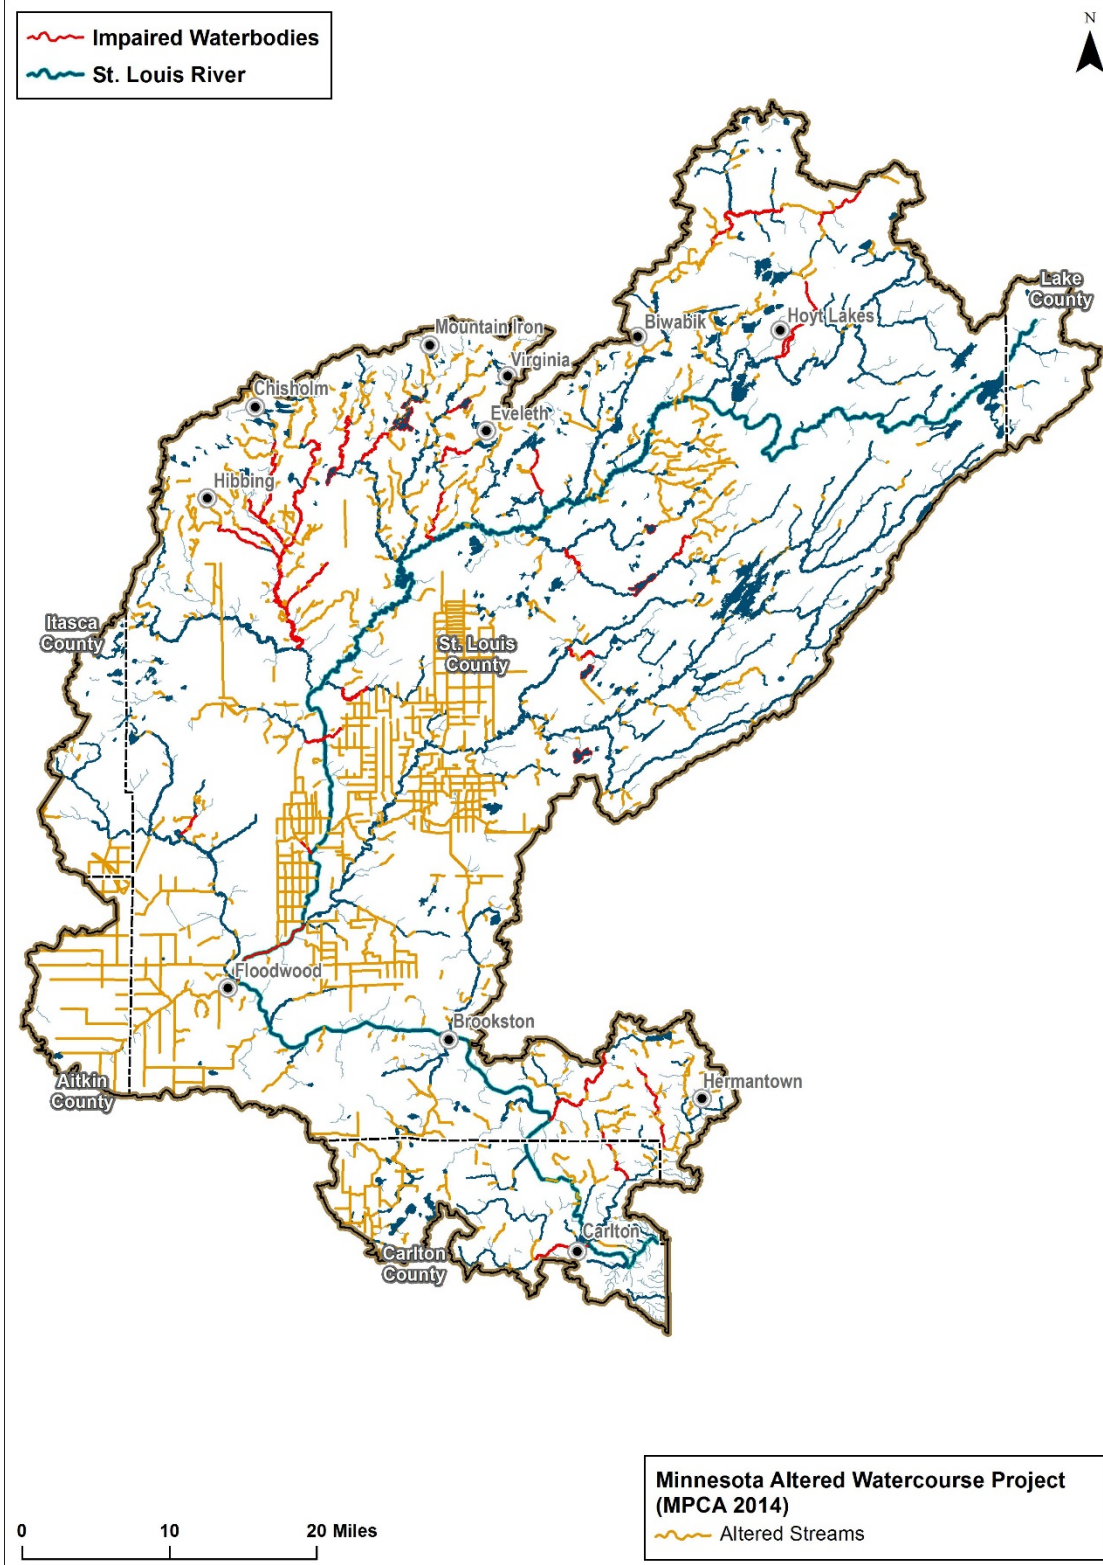 Impaired Waterbodies
St. Louis River
N
Lake
County
Hoyt Lakes
Biwabik
Mountain Iron
Virginia
Chisholm
Eveleth
Hibbing
Itasca
County
St. Louis
County
Floodwood
Brookston
Aitkin
County
Hermantown
Carlton
Carlton
County
Minnesota Altered Watercourse Project
(MPCA 2014)
Altered Streams
0 10 20 Miles